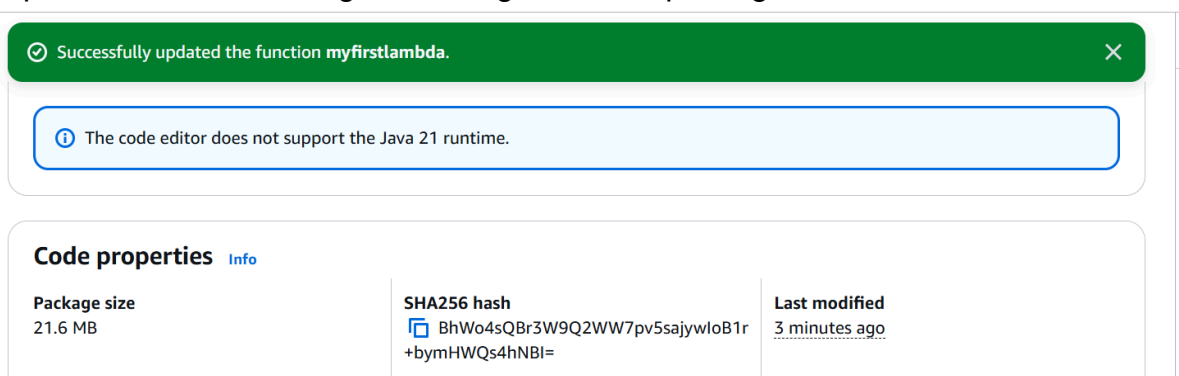 Successfully updated the function myfirstlambda.
The code editor does not support the Java 21 runtime.
Code properties Info
Package size
21.6 MB
SHA256 hash
BhWo4sQBr3W9Q2WW7pv5sajywIoB1r
+bymHWQs4hNBI=
Last modified
3 minutes ago